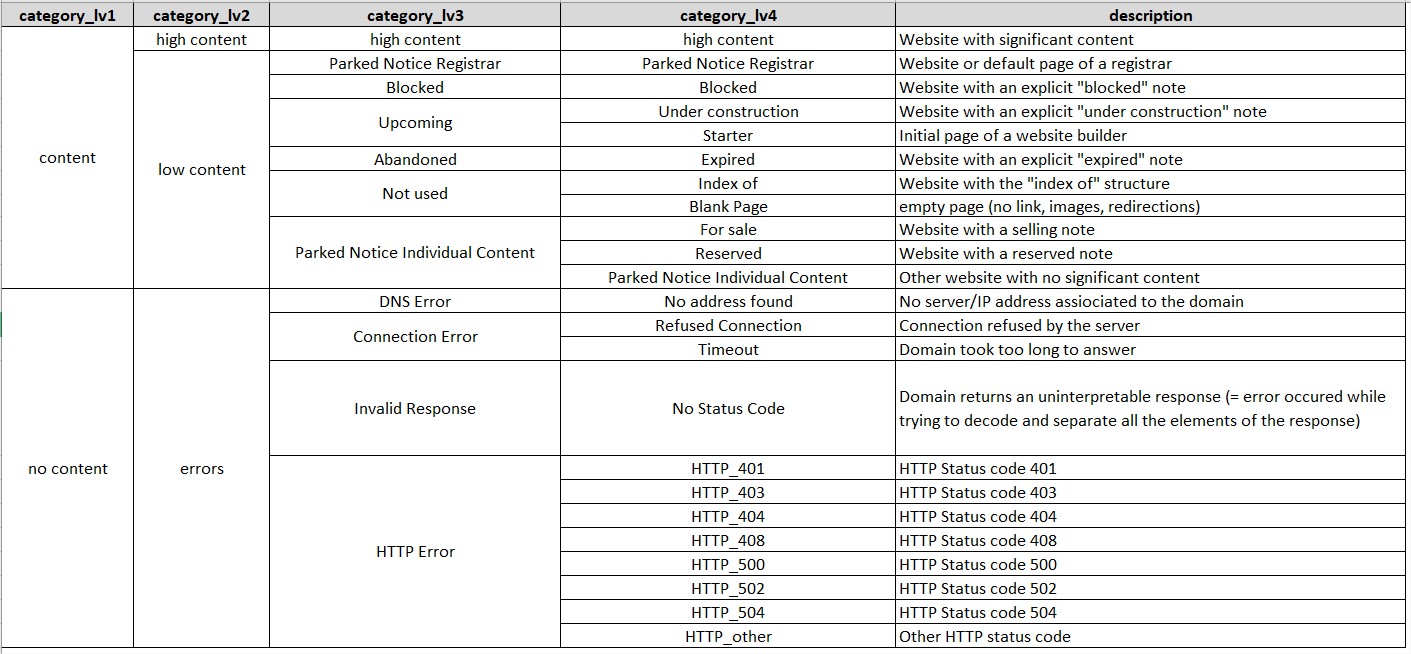 category_lv1 category_lv2 category_lv3 category_lv4 description
content high content high content high content Website with significant content
low content Parked Notice Registrar Parked Notice Registrar Website or default page of a registrar
Blocked Blocked Website with an explicit "blocked" note
Upcoming Under construction Website with an explicit "under construction" note
Starter Initial page of a website builder
Abandoned Expired Website with an explicit "expired" note
Not used Index of Website with the "index of" structure
Blank Page empty page (no link, images, redirections)
Parked Notice Individual Content For sale Website with a selling note
Reserved Website with a reserved note
Parked Notice Individual Content Other website with no significant content
no content errors DNS Error No address found No server/IP address assiociated to the domain
Connection Error Refused Connection Connection refused by the server
Timeout Domain took too long to answer
Invalid Response No Status Code Domain returns an uninterpretable response (= error occured while
trying to decode and separate all the elements of the response)
HTTP Error HTTP_401 HTTP Status code 401
HTTP_403 HTTP Status code 403
HTTP_404 HTTP Status code 404
HTTP_408 HTTP Status code 408
HTTP_500 HTTP Status code 500
HTTP_502 HTTP Status code 502
HTTP_504 HTTP Status code 504
HTTP_other Other HTTP status code